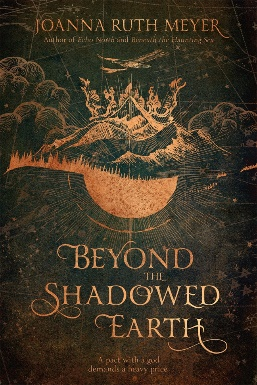 JOANNA RUTH MEYER
Author of Echo North and Beneath the Haunting Sea
BEYOND
THE
SHADOWED
EARTH
A pact with a god
demands a heavy price.